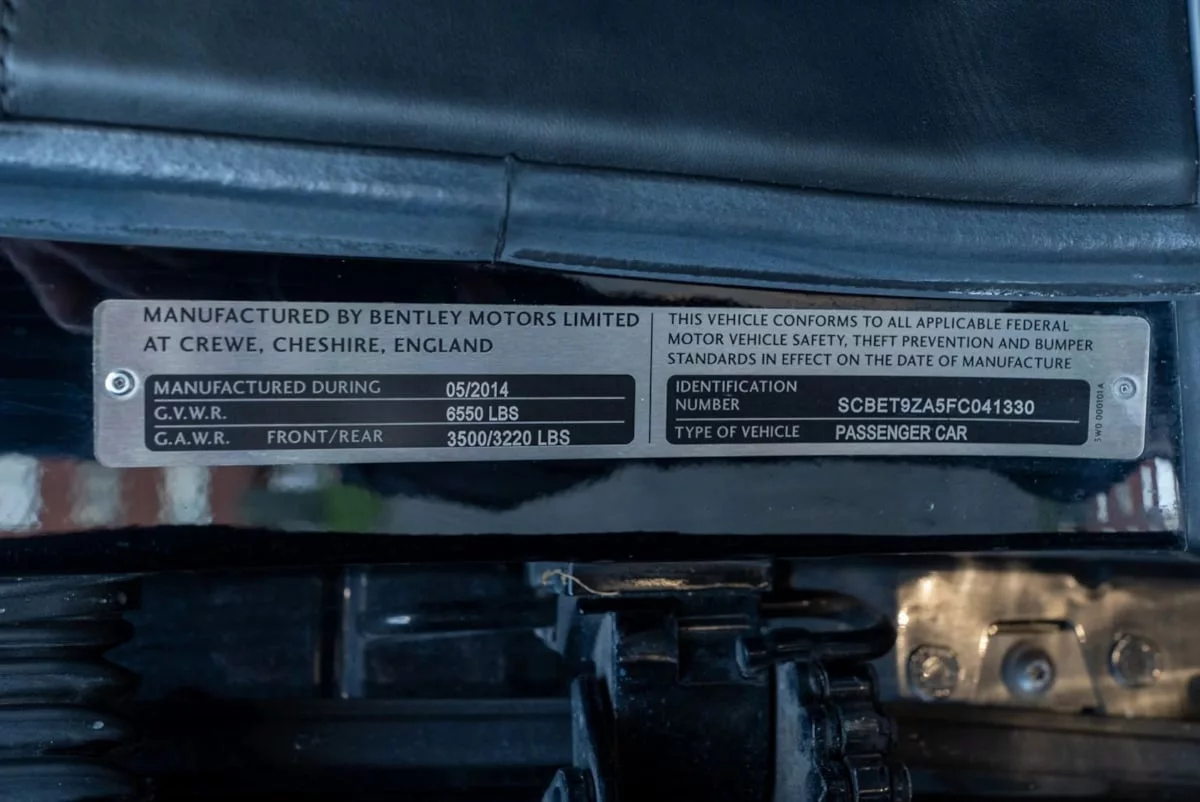 MANUFACTURED BY BENTLEY MOTORS LIMITED
AT CREWE, CHESHIRE, ENGLAND
MANUFACTURED DURING 05/2014
G.V.W.R. 6550 LBS
G.A.W.R. FRONT/REAR 3500/3220 LBS
THIS VEHICLE CONFORMS TO ALL APPLICABLE FEDERAL
MOTOR VEHICLE SAFETY, THEFT PREVENTION AND BUMPER
STANDARDS IN EFFECT ON THE DATE OF MANUFACTURE
IDENTIFICATION
NUMBER SCBET9ZA5FC041330
TYPE OF VEHICLE PASSENGER CAR
3W0 000101A